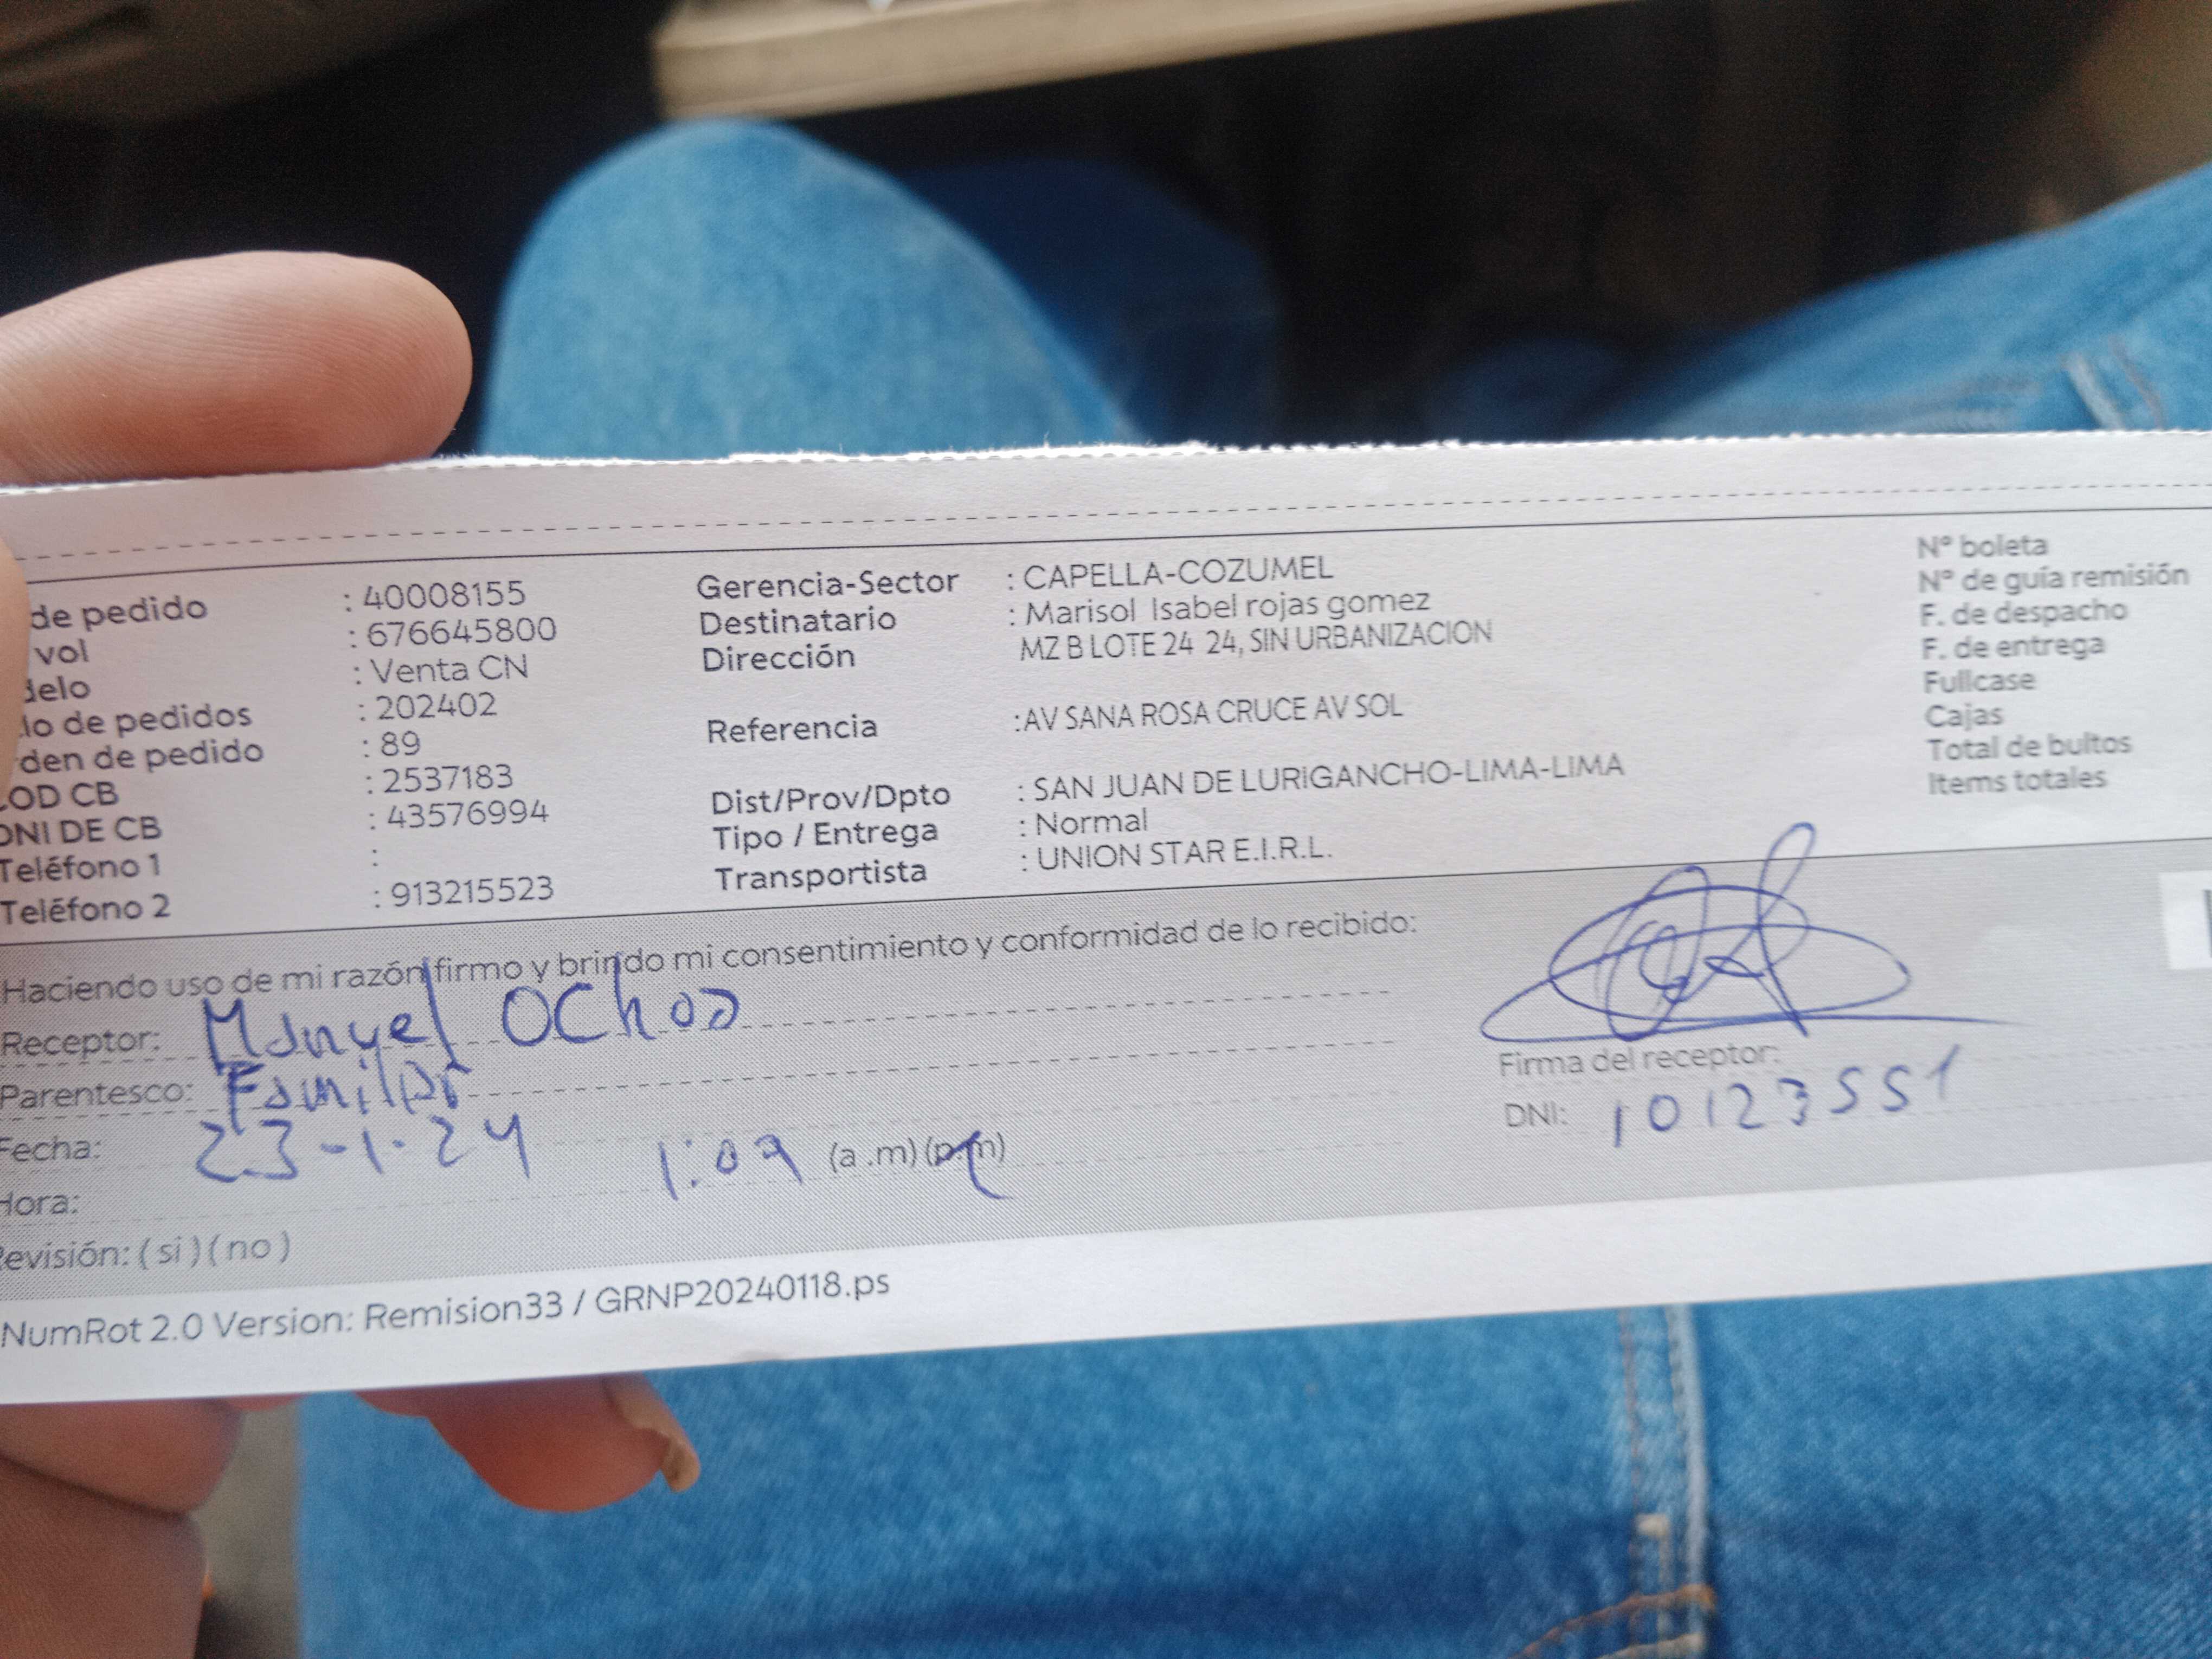 de pedido : 40008155
vol : 676645800
delo : Venta CN
lo de pedidos : 202402
den de pedido : 89
COD CB : 2537183
DNI DE CB : 43576994
Teléfono 1 :
Teléfono 2 : 913215523
Gerencia-Sector : CAPELLA-COZUMEL
Destinatario : Marisol Isabel rojas gomez
Dirección MZ B LOTE 24 24, SIN URBANIZACION
Referencia :AV SANA ROSA CRUCE AV SOL
Dist/Prov/Dpto : SAN JUAN DE LURIGANCHO-LIMA-LIMA
Tipo / Entrega : Normal
Transportista : UNION STAR E.I.R.L.
N° boleta
N° de guía remisión
F. de despacho
F. de entrega
Fullcase
Cajas
Total de bultos
Items totales
Haciendo uso de mi razón firmo y brindo mi consentimiento y conformidad de lo recibido:
Receptor: Manuel OChoa
Parentesco: Familiar
Fecha: 23-1-24
Hora: 1:09 (a .m) (p.m)
Revisión: ( si ) ( no )
Firma del receptor:
DNI: 10123551
NumRot 2.0 Version: Remision33 / GRNP20240118.ps